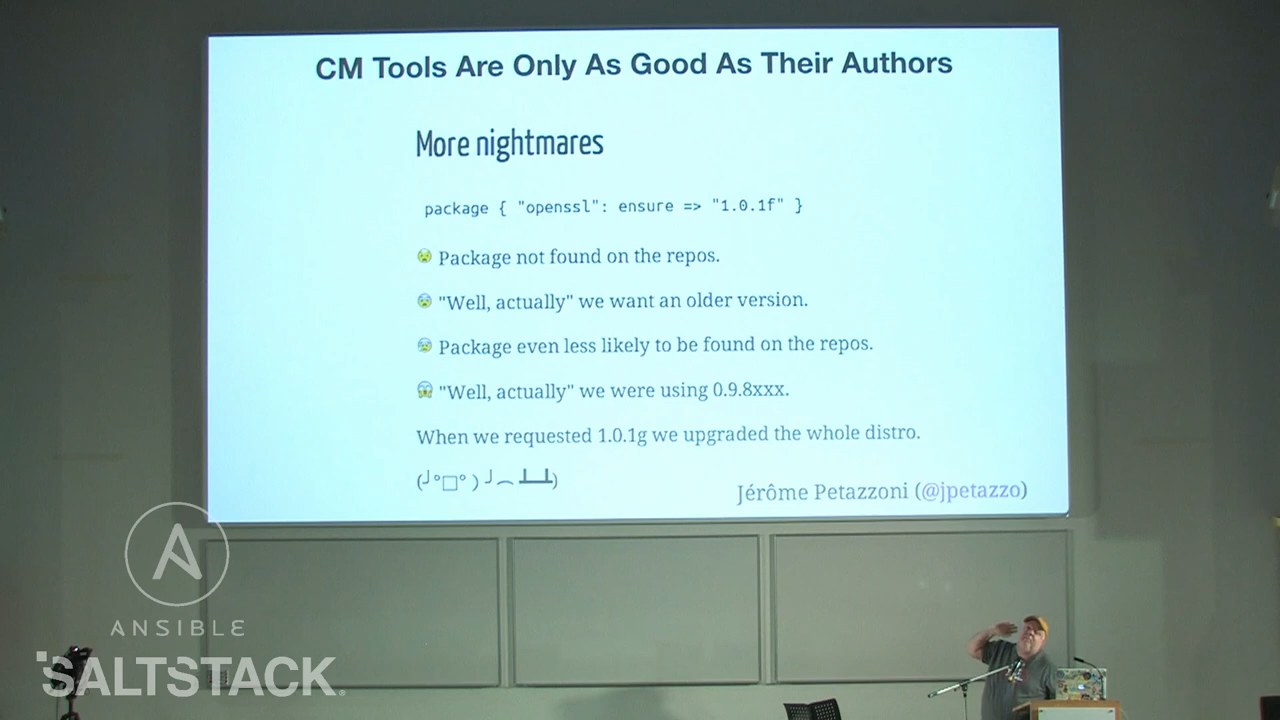 CM Tools Are Only As Good As Their Authors
More nightmares
package { "openssl": ensure => "1.0.1f" }
😨 Package not found on the repos.
😨 "Well, actually" we want an older version.
😰 Package even less likely to be found on the repos.
😱 "Well, actually" we were using 0.9.8xxx.
When we requested 1.0.1g we upgraded the whole distro.
(╯°□°）╯︵ ┻━┻)
Jérôme Petazzoni (@jpetazzo)
ANSIBLE
SALTSTACK.